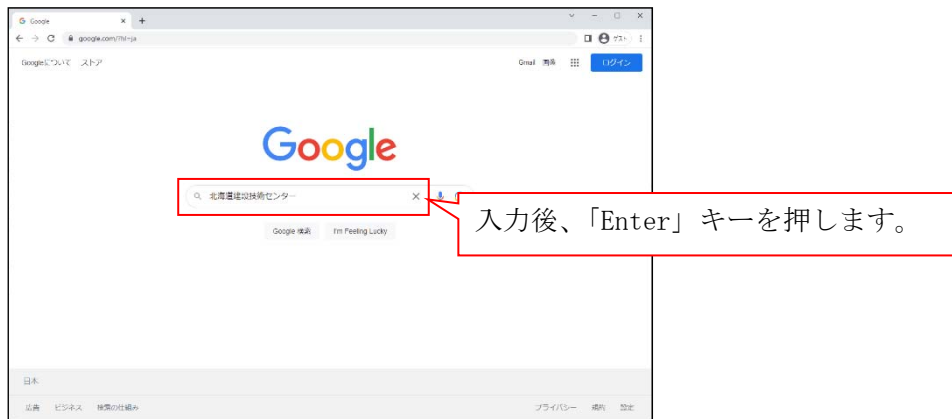 Google
google.com/?hl=ja
ゲスト
Googleについて ストア
Gmail 画像
ログイン
Google
北海道建設技術センター
入力後、「Enter」キーを押します。
Google 検索 I'm Feeling Lucky
日本
広告 ビジネス 検索の仕組み
プライバシー 規約 設定